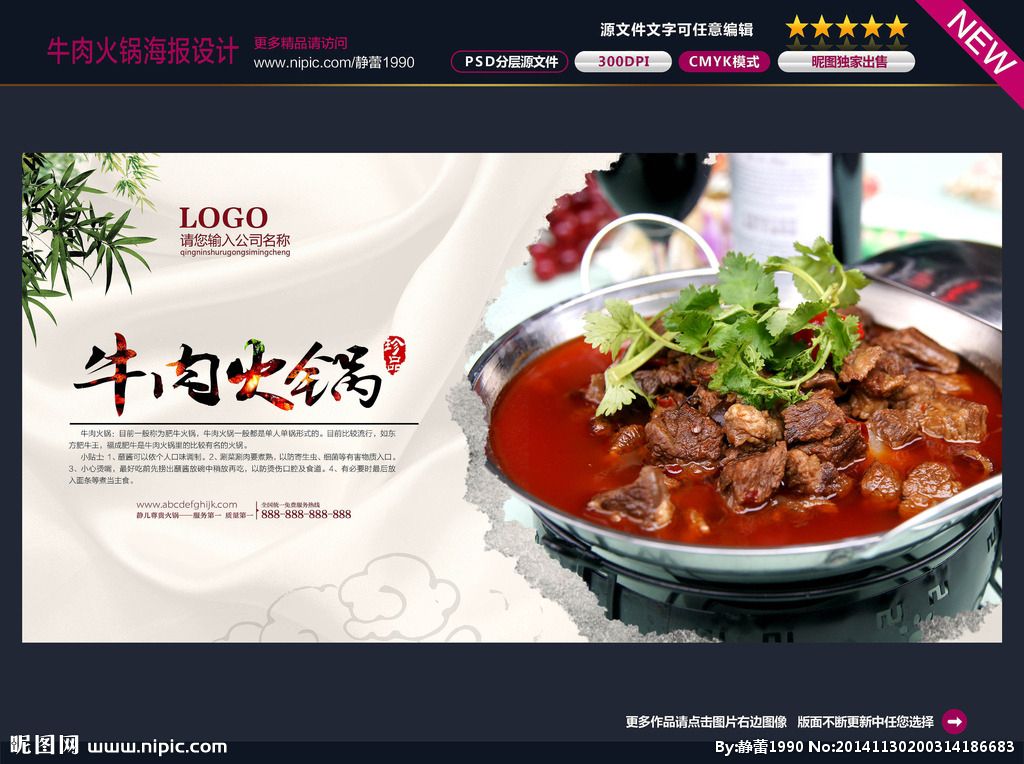 牛肉火锅海报设计
更多精品请访问
www.nipic.com/静蕾1990
源文件文字可任意编辑
PSD分层源文件
300DPI
CMYK模式
昵图独家出售
NEW
LOGO
请您输入公司名称
qingninshurugongsimingcheng
牛肉火锅
珍品
牛肉火锅：目前一般称为肥牛火锅，牛肉火锅一般都是单人单锅形式的。目前比较流行，如东
方肥牛王，福成肥牛是牛肉火锅里的比较有名的火锅。
小贴士 1、蘸酱可以依个人口味调制。2、涮菜涮肉要煮熟，以防寄生虫、细菌等有害物质入口。
3、小心烫嘴，最好吃前先捞出蘸酱放碗中稍放再吃，以防烫伤口腔及食道。4、有必要时最后放
入面条等煮当主食。
www.abcdefghijk.com
静儿尊贵火锅——服务第一 质量第一
全国统一免费服务热线
888-888-888-888
更多作品请点击图片右边图像 版面不断更新中任您选择
昵图网 www.nipic.com
By:静蕾1990 No:20141130200314186683